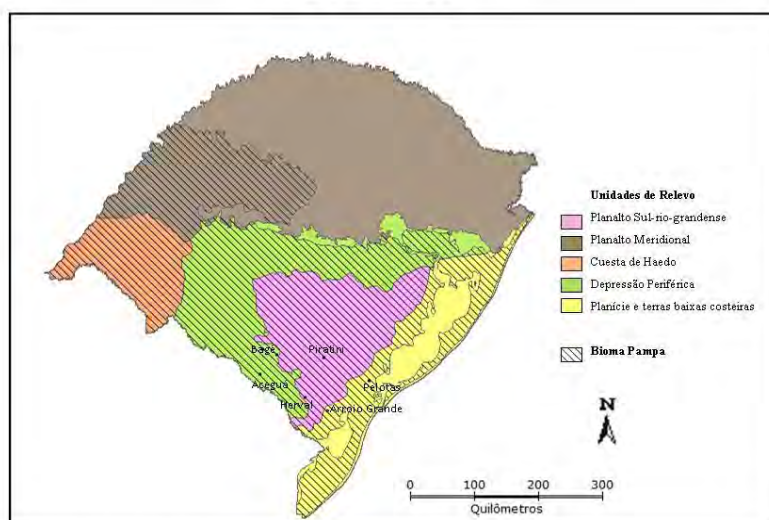 Unidades de Relevo
Planalto Sul-rio-grandense
Planalto Meridional
Cuesta de Haedo
Depressão Periférica
Planície e terras baixas costeiras
Bioma Pampa
Bagé
Piratini
Aceguá
Pelotas
Herval
Arroio Grande
N
0 100 200 300
Quilômetros